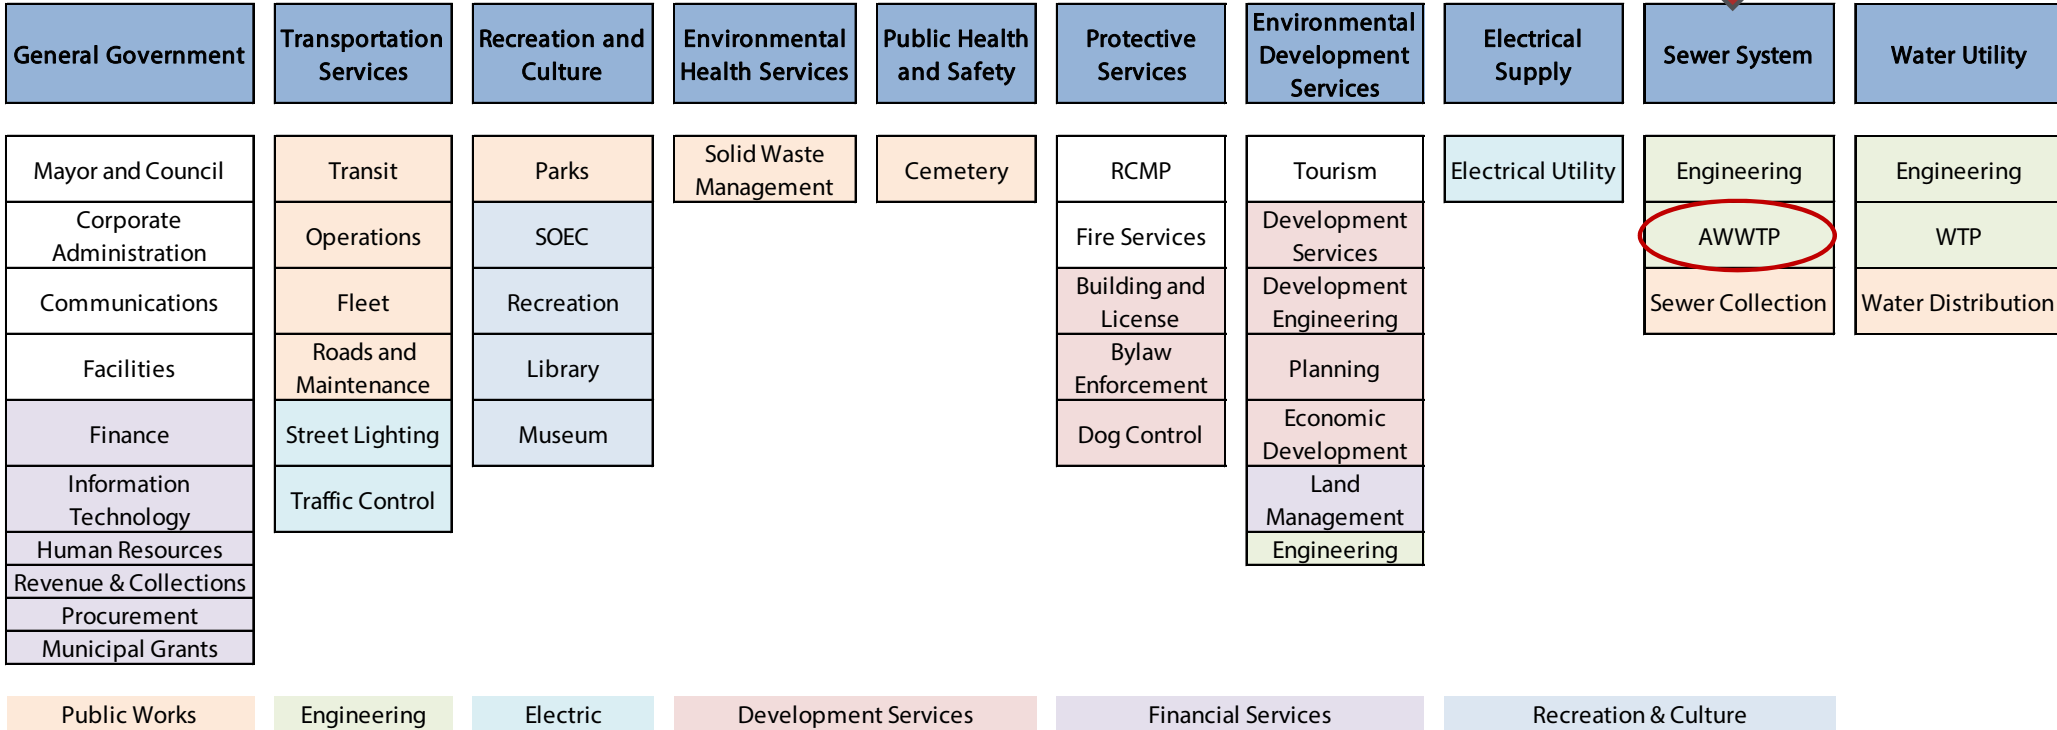 General Government
Transportation
Services
Recreation and
Culture
Environmental
Health Services
Public Health
and Safety
Protective
Services
Environmental
Development
Services
Electrical
Supply
Sewer System
Water Utility
Mayor and Council
Corporate
Administration
Communications
Facilities
Finance
Information
Technology
Human Resources
Revenue & Collections
Procurement
Municipal Grants
Transit
Operations
Fleet
Roads and
Maintenance
Street Lighting
Traffic Control
Parks
SOEC
Recreation
Library
Museum
Solid Waste
Management
Cemetery
RCMP
Fire Services
Building and
License
Bylaw
Enforcement
Dog Control
Tourism
Development
Services
Development
Engineering
Planning
Economic
Development
Land
Management
Engineering
Electrical Utility
Engineering
AWWTP
Sewer Collection
Engineering
WTP
Water Distribution
Public Works
Engineering
Electric
Development Services
Financial Services
Recreation & Culture